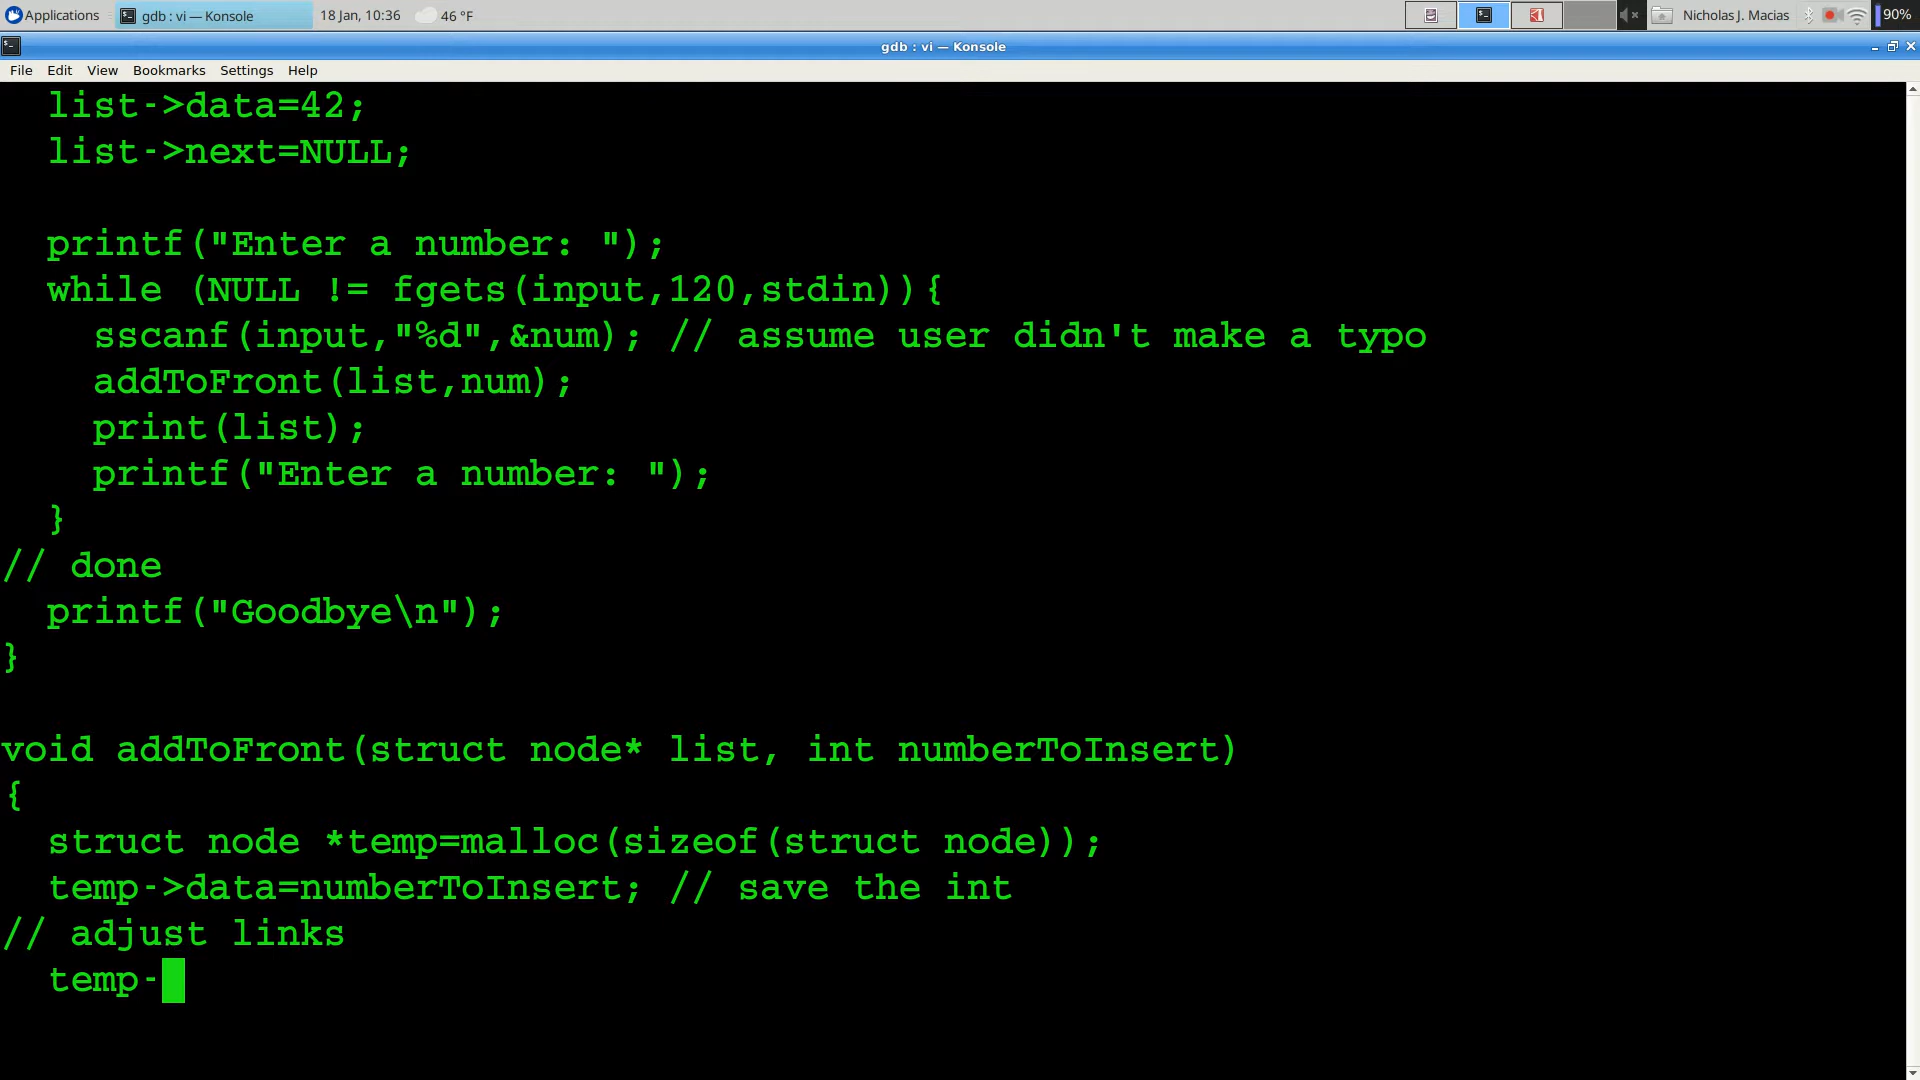 Applications gdb : vi — Konsole 18 Jan, 10:36 46 °F Nicholas J. Macias 90%
gdb : vi — Konsole
File Edit View Bookmarks Settings Help
list->data=42;
list->next=NULL;
printf("Enter a number: ");
while (NULL != fgets(input,120,stdin)){
sscanf(input,"%d",&num); // assume user didn't make a typo
addToFront(list,num);
print(list);
printf("Enter a number: ");
}
// done
printf("Goodbye\n");
}
void addToFront(struct node* list, int numberToInsert)
{
struct node *temp=malloc(sizeof(struct node));
temp->data=numberToInsert; // save the int
// adjust links
temp-